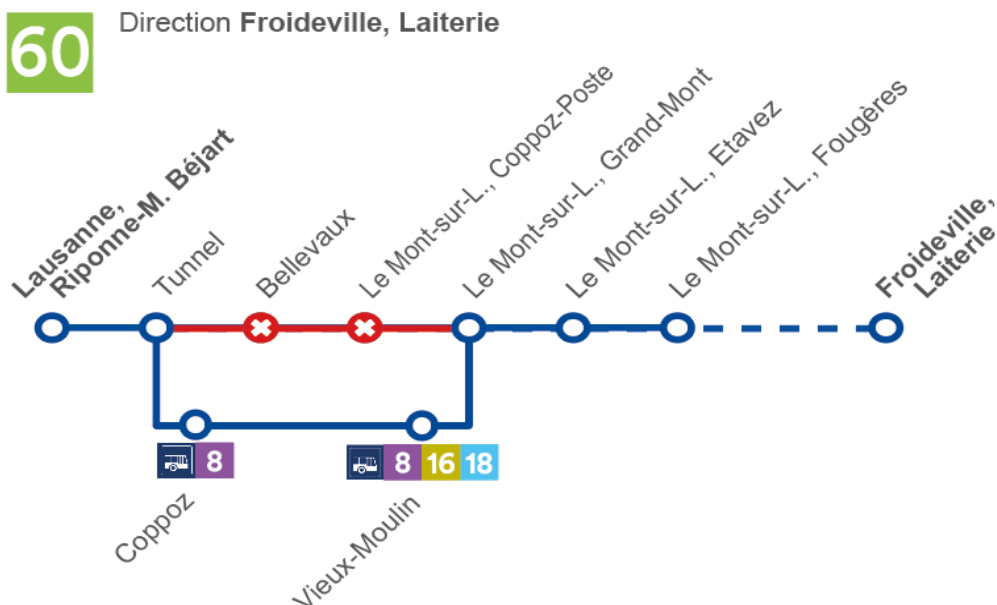 60
Direction Froideville, Laiterie
Lausanne,
Riponne-M. Béjart
Tunnel
Bellevaux
Le Mont-sur-L., Coppoz-Poste
Le Mont-sur-L., Grand-Mont
Le Mont-sur-L., Etavez
Le Mont-sur-L., Fougères
Froideville,
Laiterie
8
8 16 18
Coppoz
Vieux-Moulin